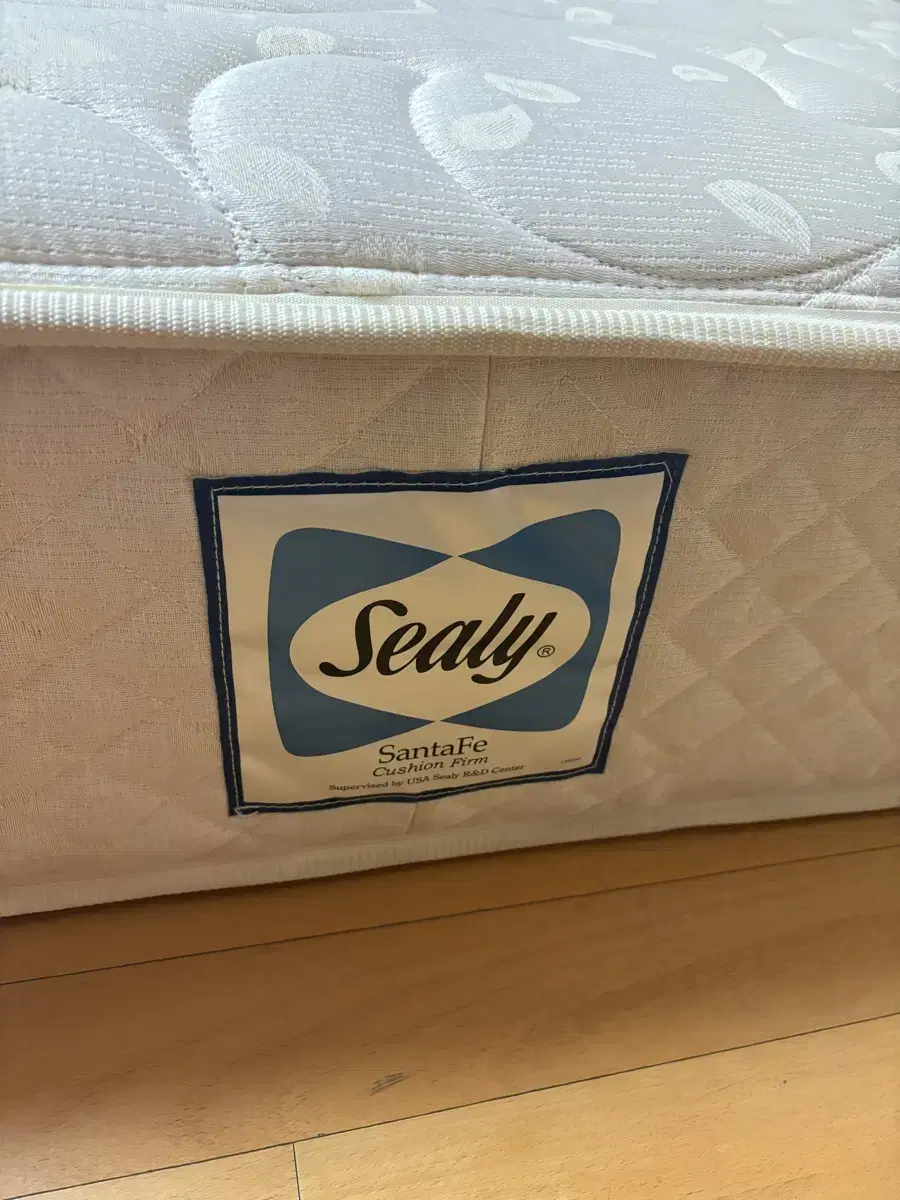 Sealy®
SantaFe
Cushion Firm
Supervised by USA Sealy R&D Center